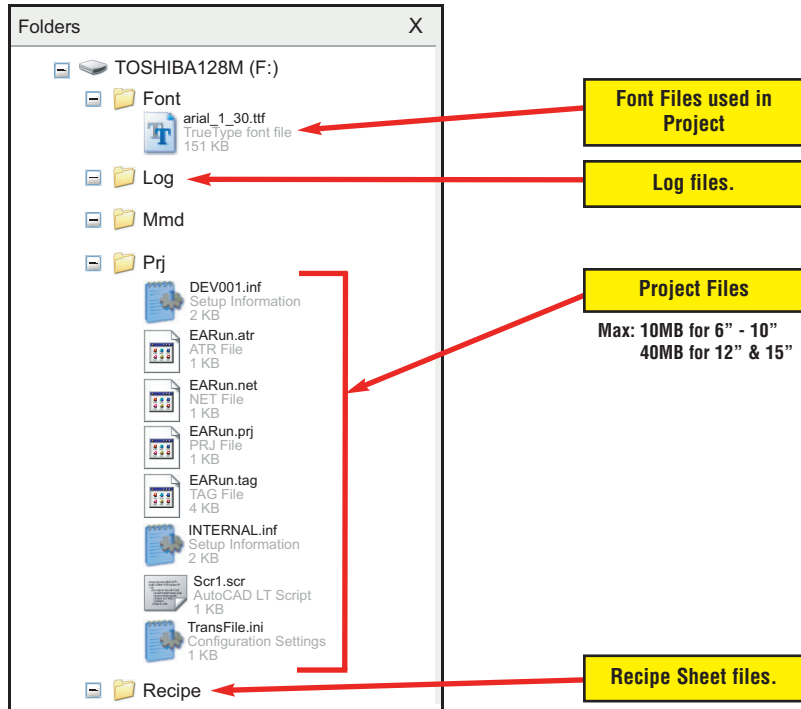 Folders X
TOSHIBA128M (F:)
Font
arial_1_30.ttf
TrueType font file
151 KB
Font Files used in
Project
Log
Log files.
Mmd
Prj
DEV001.inf
Setup Information
2 KB
EARun.atr
ATR File
1 KB
EARun.net
NET File
1 KB
EARun.prj
PRJ File
1 KB
EARun.tag
TAG File
4 KB
INTERNAL.inf
Setup Information
2 KB
Scr1.scr
AutoCAD LT Script
1 KB
TransFile.ini
Configuration Settings
1 KB
Project Files
Max: 10MB for 6” - 10”
40MB for 12” & 15”
Recipe
Recipe Sheet files.